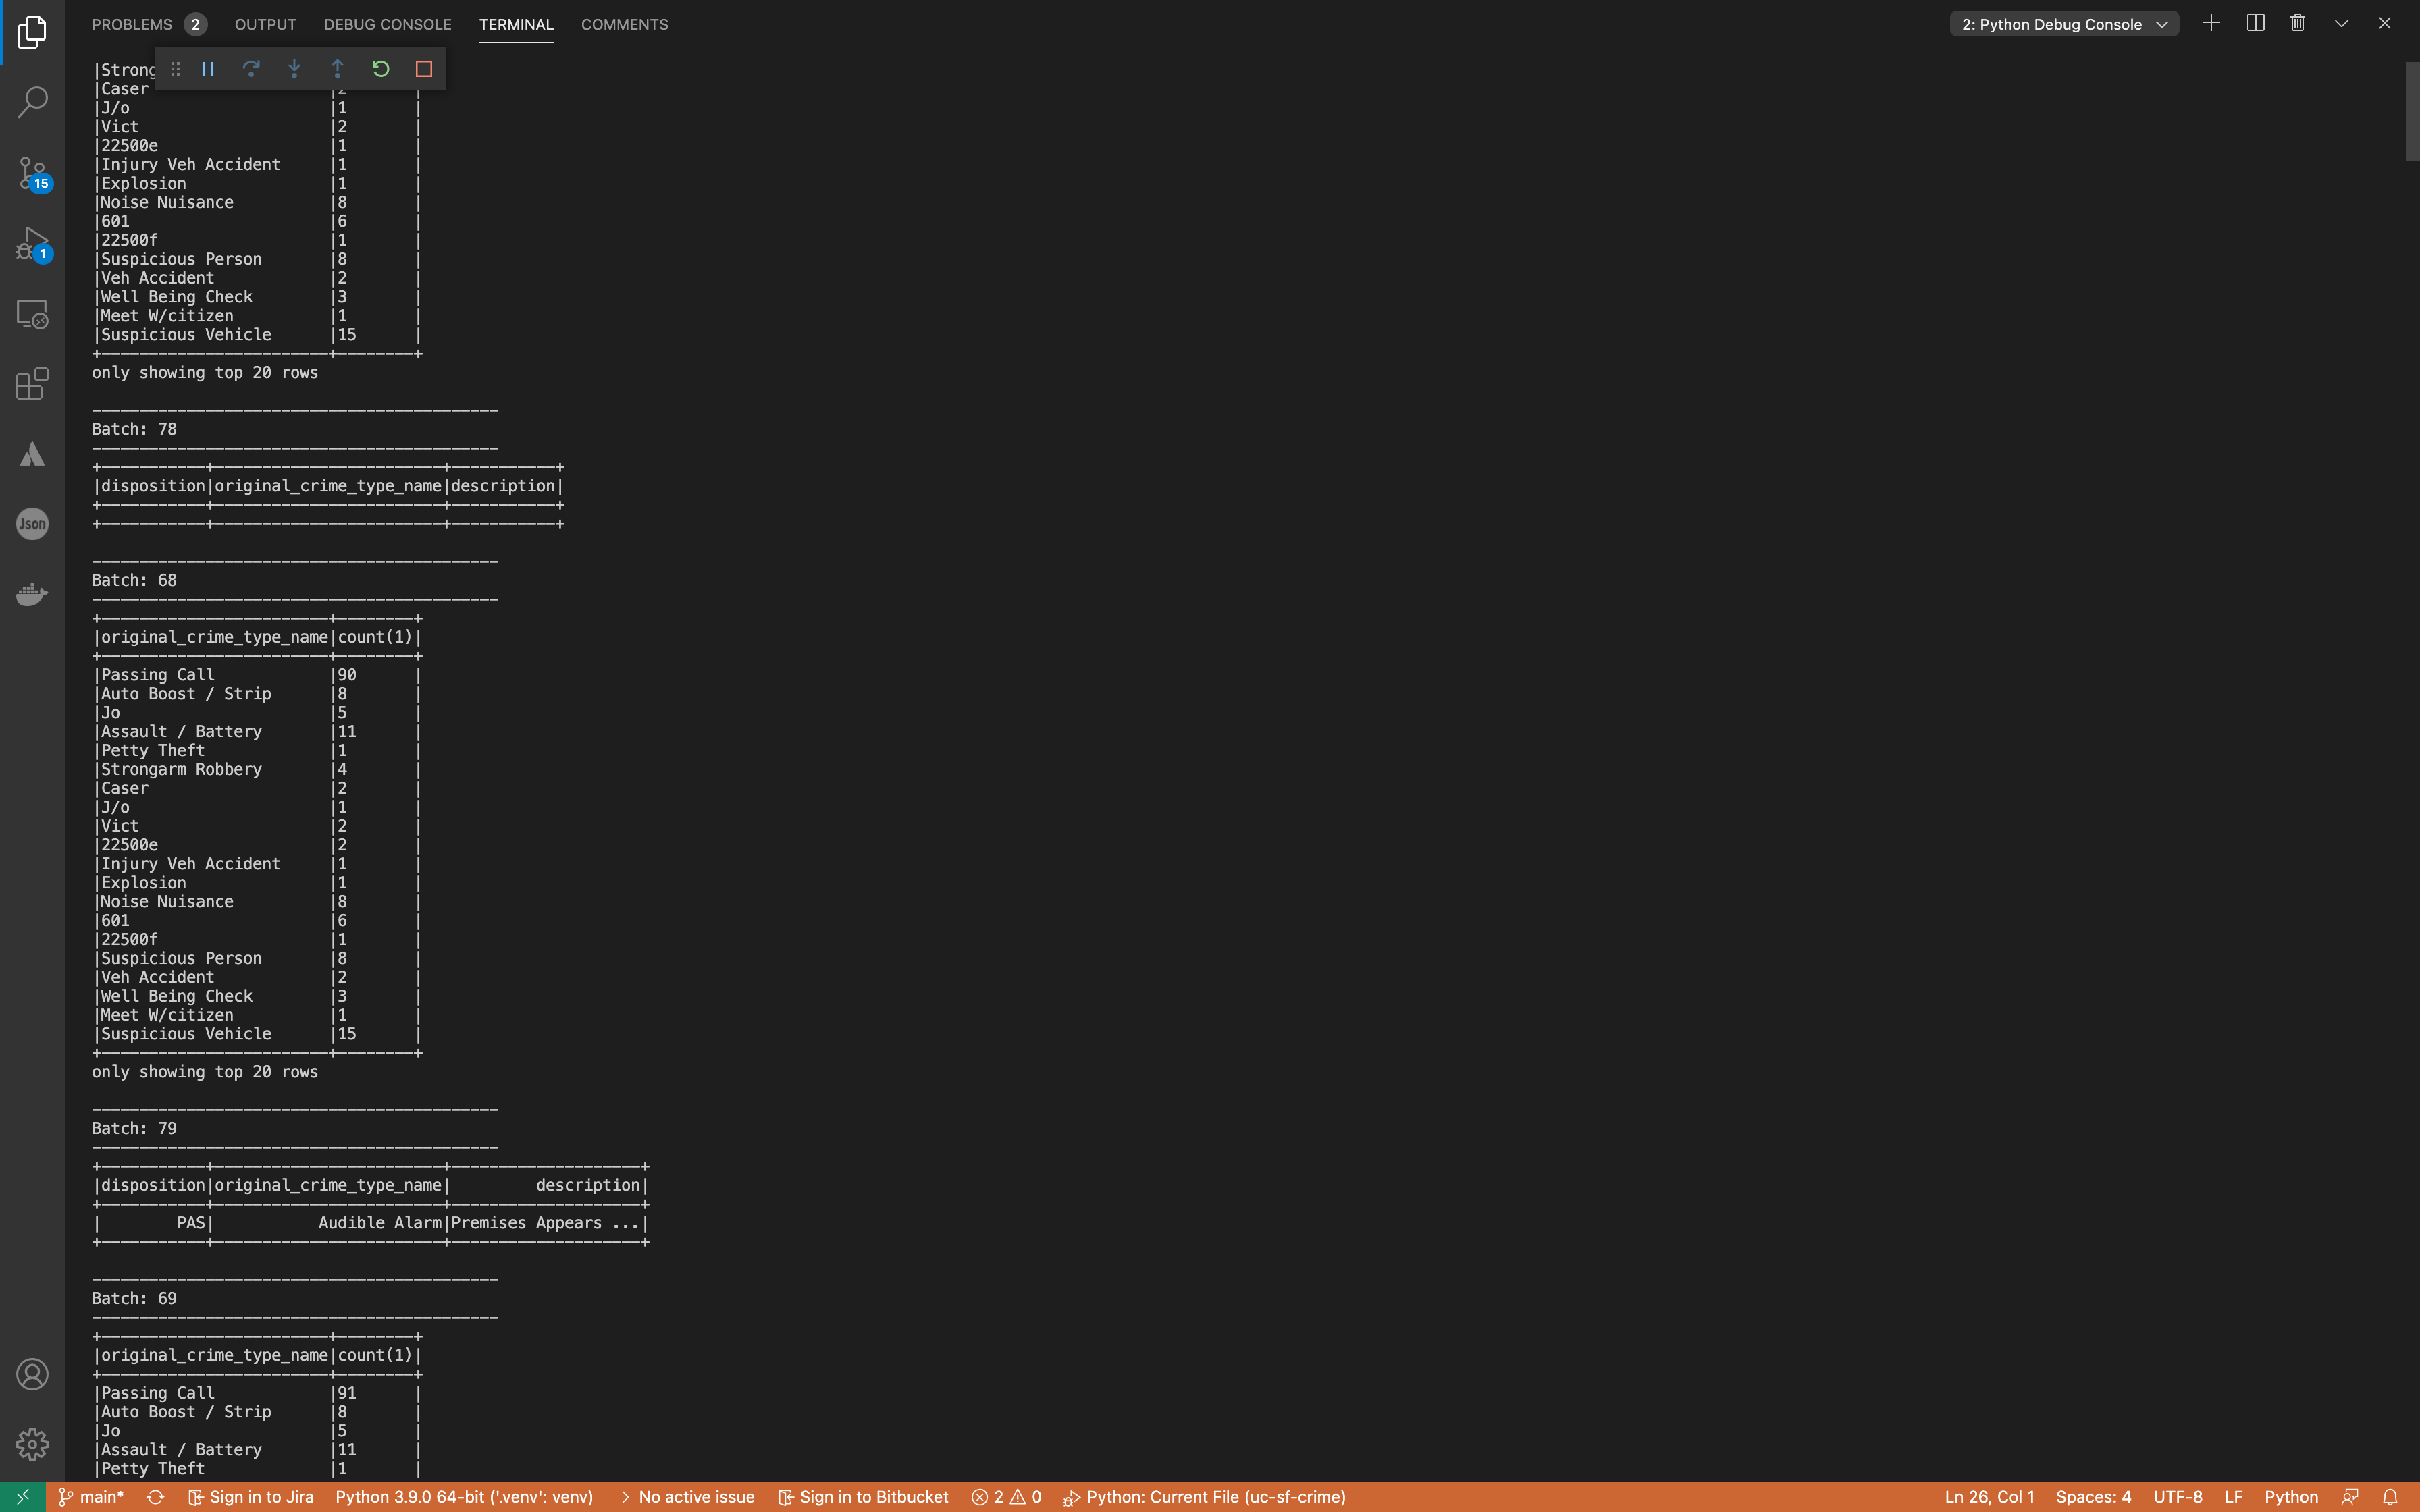 PROBLEMS 2 OUTPUT DEBUG CONSOLE TERMINAL COMMENTS 2: Python Debug Console
|Strong
|Caser |2 |
|J/o |1 |
|Vict |2 |
|22500e |1 |
|Injury Veh Accident |1 |
|Explosion |1 |
|Noise Nuisance |8 |
|601 |6 |
|22500f |1 |
|Suspicious Person |8 |
|Veh Accident |2 |
|Well Being Check |3 |
|Meet W/citizen |1 |
|Suspicious Vehicle |15 |
+------------------------+--------+
only showing top 20 rows
-------------------------------------------
Batch: 78
-------------------------------------------
+-----------+------------------------+-----------+
|disposition|original_crime_type_name|description|
+-----------+------------------------+-----------+
+-----------+------------------------+-----------+
-------------------------------------------
Batch: 68
-------------------------------------------
+------------------------+--------+
|original_crime_type_name|count(1)|
+------------------------+--------+
|Passing Call |90 |
|Auto Boost / Strip |8 |
|Jo |5 |
|Assault / Battery |11 |
|Petty Theft |1 |
|Strongarm Robbery |4 |
|Caser |2 |
|J/o |1 |
|Vict |2 |
|22500e |2 |
|Injury Veh Accident |1 |
|Explosion |1 |
|Noise Nuisance |8 |
|601 |6 |
|22500f |1 |
|Suspicious Person |8 |
|Veh Accident |2 |
|Well Being Check |3 |
|Meet W/citizen |1 |
|Suspicious Vehicle |15 |
+------------------------+--------+
only showing top 20 rows
-------------------------------------------
Batch: 79
-------------------------------------------
+-----------+------------------------+--------------------+
|disposition|original_crime_type_name| description|
+-----------+------------------------+--------------------+
| PAS| Audible Alarm|Premises Appears ...|
+-----------+------------------------+--------------------+
-------------------------------------------
Batch: 69
-------------------------------------------
+------------------------+--------+
|original_crime_type_name|count(1)|
+------------------------+--------+
|Passing Call |91 |
|Auto Boost / Strip |8 |
|Jo |5 |
|Assault / Battery |11 |
|Petty Theft |1 |
15
1
Json
main* Sign in to Jira Python 3.9.0 64-bit ('.venv': venv) No active issue Sign in to Bitbucket 2 0 Python: Current File (uc-sf-crime) Ln 26, Col 1 Spaces: 4 UTF-8 LF Python